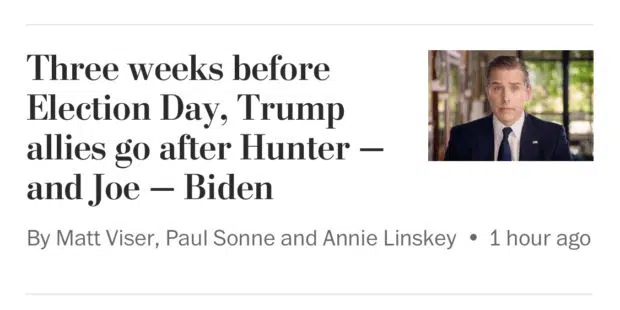 Three weeks before
Election Day, Trump
allies go after Hunter —
and Joe — Biden
By Matt Viser, Paul Sonne and Annie Linskey • 1 hour ago